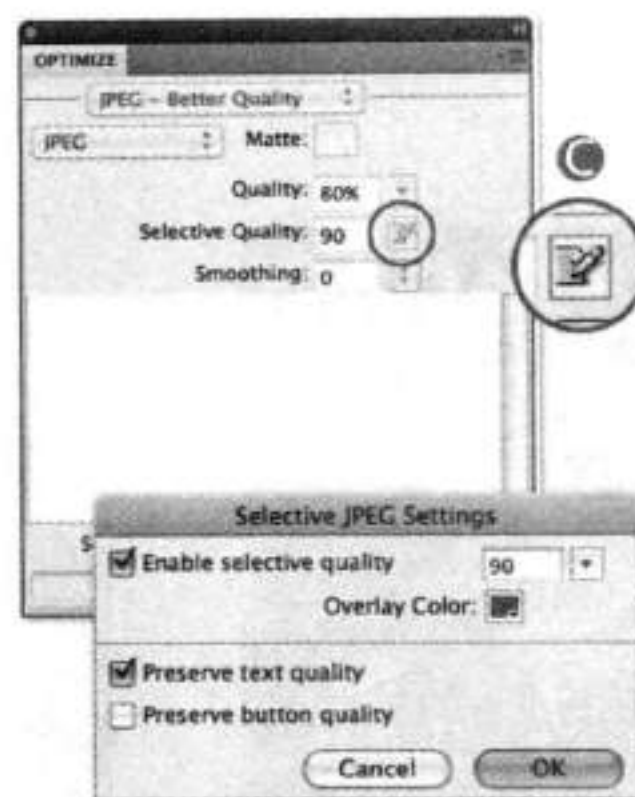 OPTIMIZE
JPEG – Better Quality
JPEG Matte:
Quality: 80%
Selective Quality: 90
Smoothing: 0
C
S
Selective JPEG Settings
Enable selective quality 90
Overlay Color:
Preserve text quality
Preserve button quality
Cancel OK